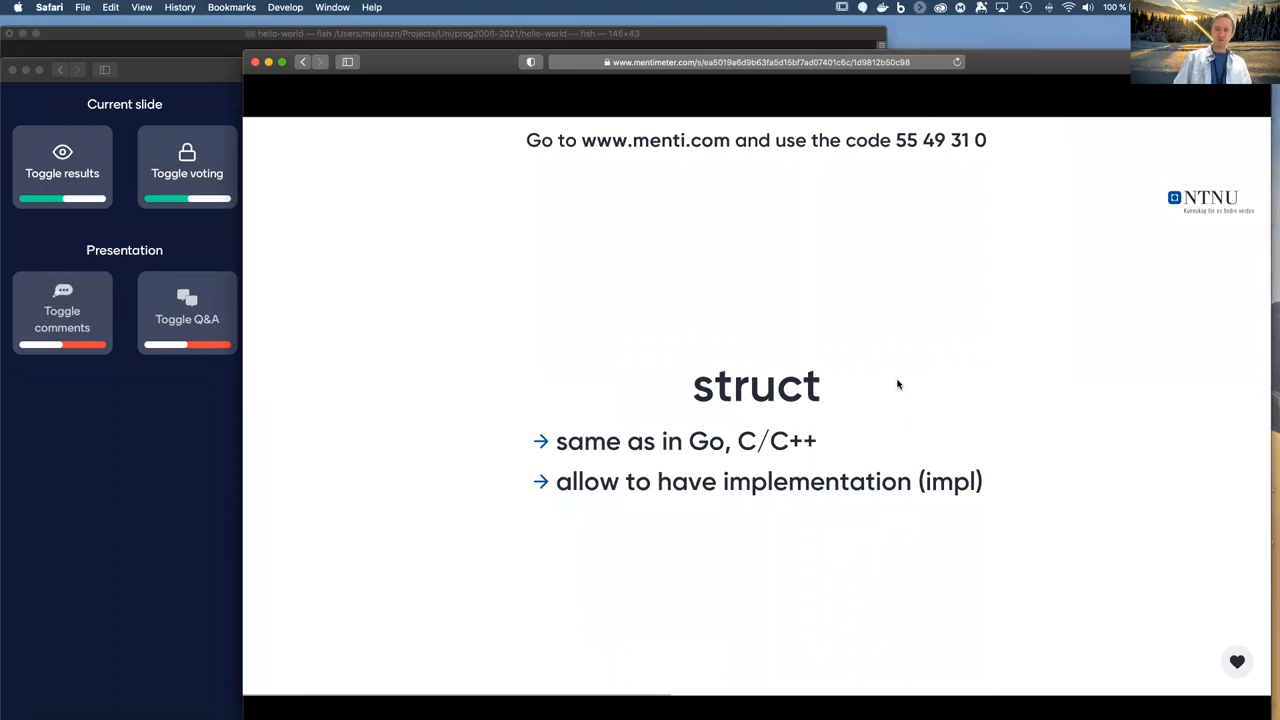 Safari File Edit View History Bookmarks Develop Window Help 100 %
hello-world — fish /Users/mariuszn/Projects/Uni/prog2006-2021/hello-world — fish — 145×43
www.mentimeter.com/s/ea5019a6d9b63fa5d15bf7ad07401c6c/1d9812b50c98
Current slide
Toggle results
Toggle voting
Presentation
Toggle comments
Toggle Q&A
Go to www.menti.com and use the code 55 49 31 0
NTNU
Kunnskap for en bedre verden
struct
→ same as in Go, C/C++
→ allow to have implementation (impl)